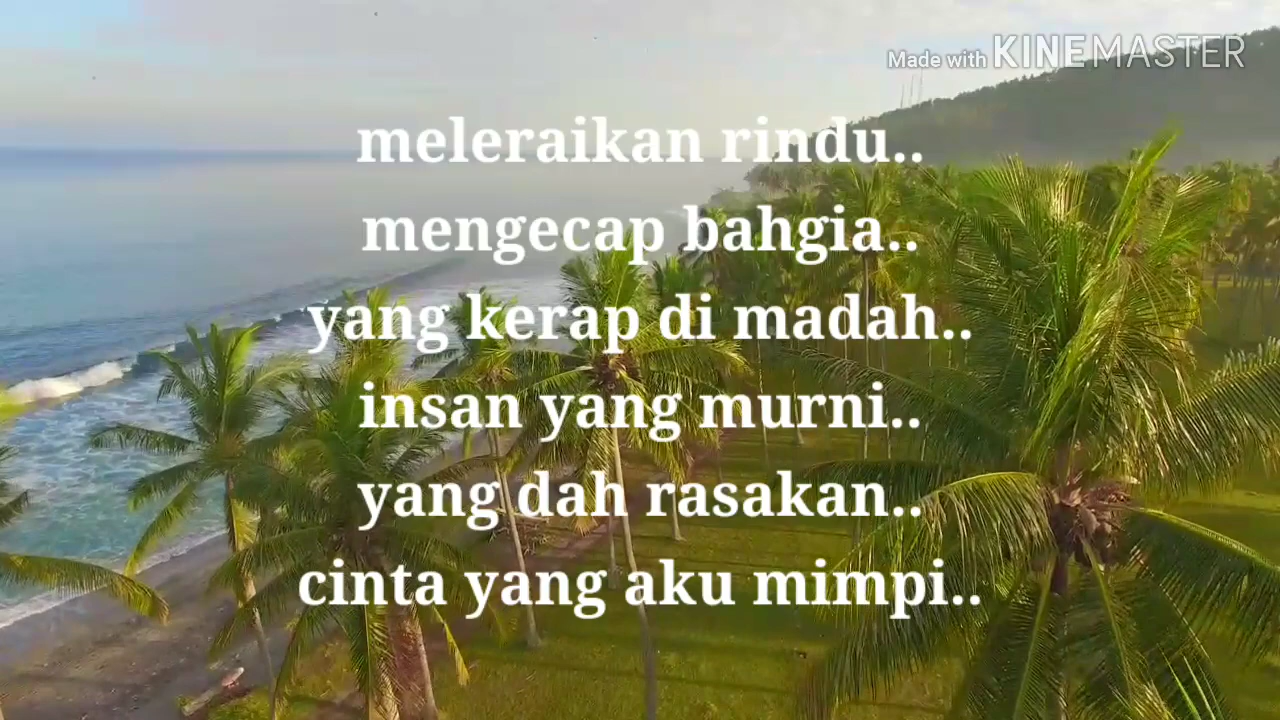 Made with KINEMASTER
meleraikan rindu..
mengecap bahgia..
yang kerap di madah..
insan yang murni..
yang dah rasakan..
cinta yang aku mimpi..